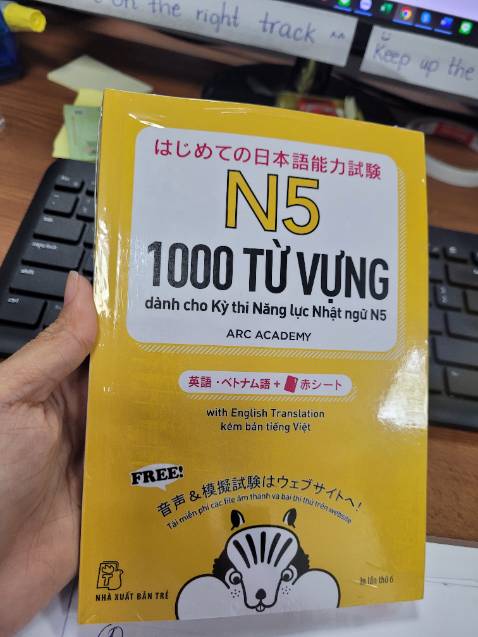 on the right track ^^
Keep up the
はじめての日本語能力試験
N5
1000 TỪ VỰNG
dành cho Kỳ thi Năng lực Nhật ngữ N5
ARC ACADEMY
英語・ベトナム語+赤シート
with English Translation
kèm bản tiếng Việt
FREE!
音声&模擬試験はウェブサイトへ!
Tải miễn phí các file âm thanh và bài thi thử trên website
In lần thứ 6
NHÀ XUẤT BẢN TRẺ